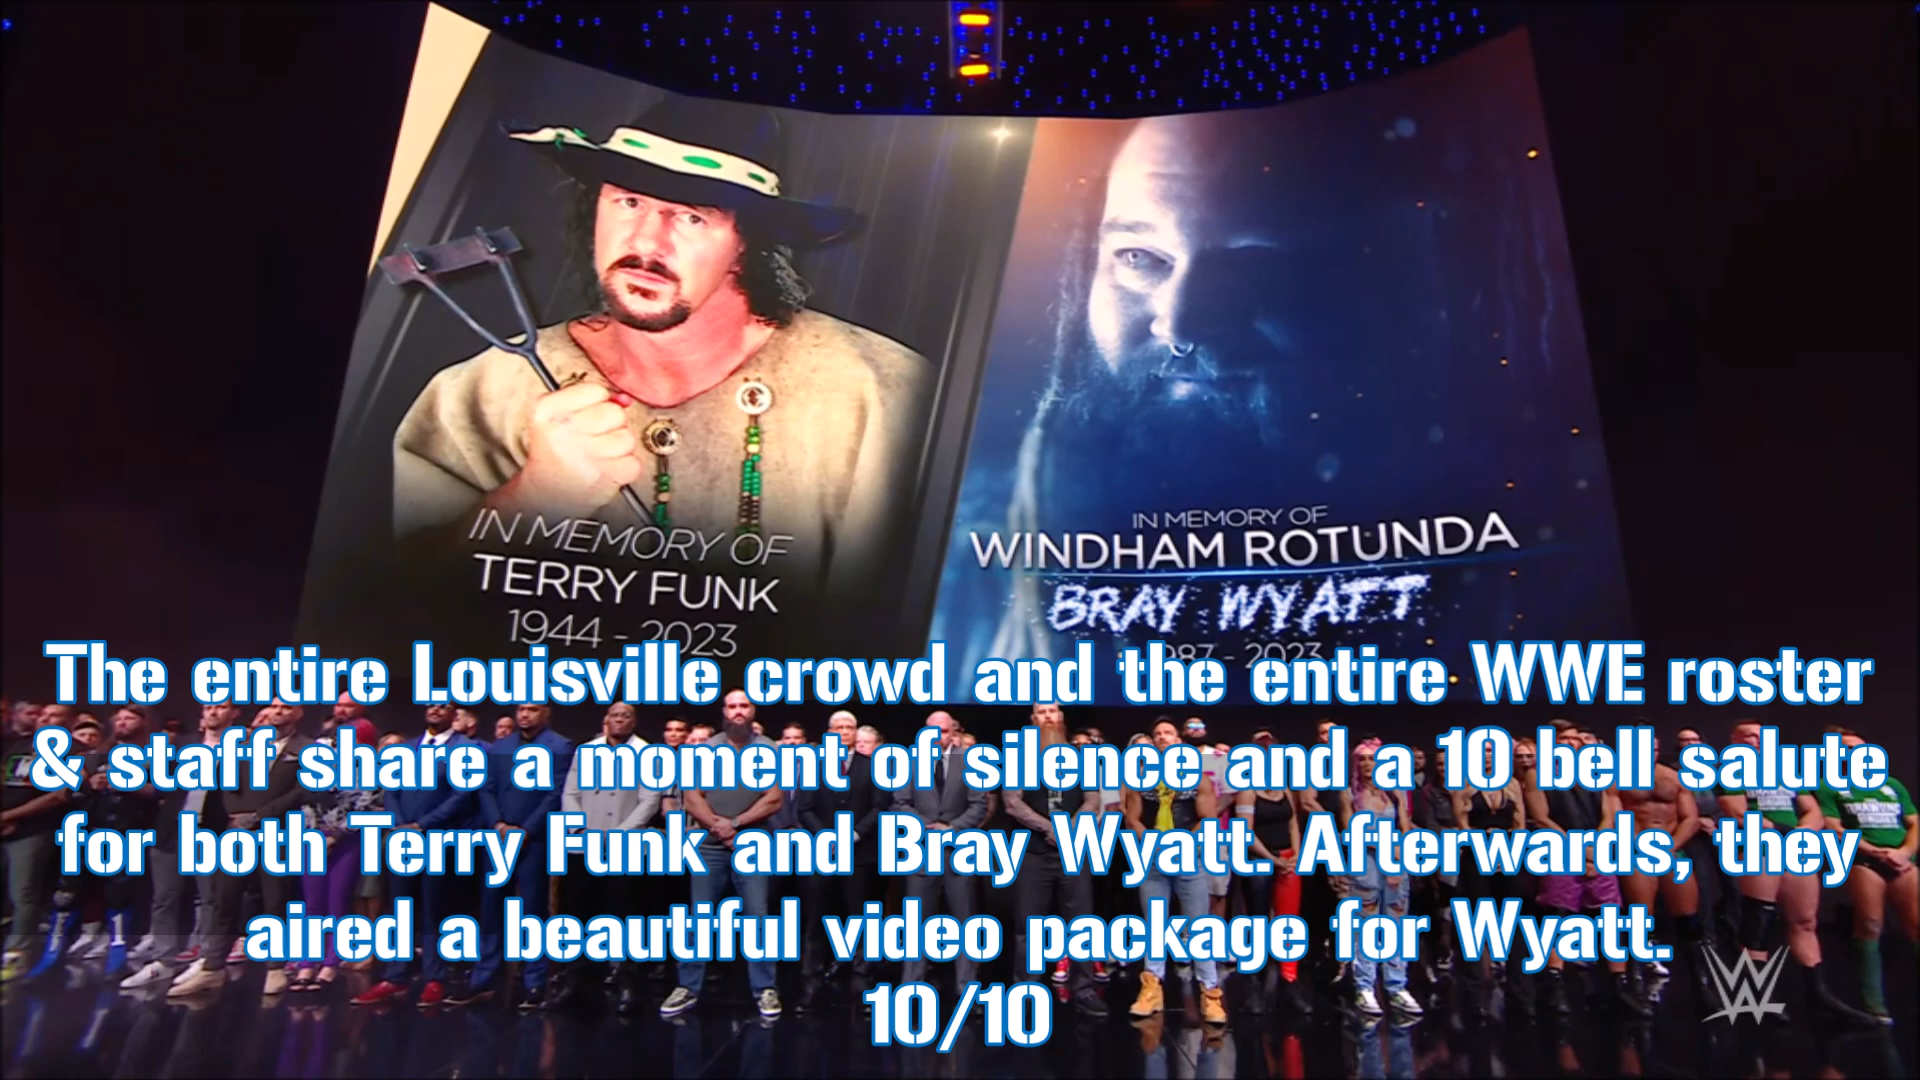 IN MEMORY OF
TERRY FUNK
1944 - 2023
IN MEMORY OF
WINDHAM ROTUNDA
BRAY WYATT
1987 - 2023
The entire Louisville crowd and the entire WWE roster
& staff share a moment of silence and a 10 bell salute
for both Terry Funk and Bray Wyatt. Afterwards, they
aired a beautiful video package for Wyatt.
10/10
W